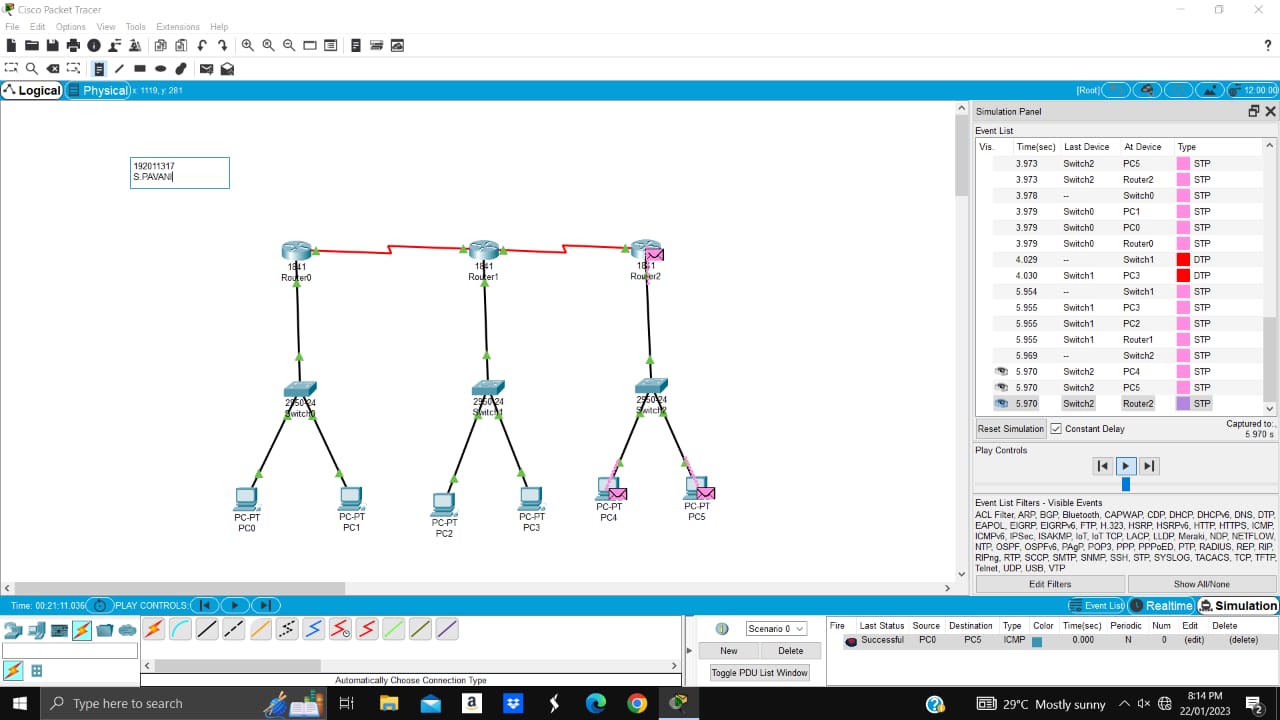 Cisco Packet Tracer
File Edit Options View Tools Extensions Help
?
Logical Physical x: 1119, y: 281 [Root] 12:00:00
192011317
S.PAVANI
1841
Router0
1841
Router1
1841
Router2
2950-24
Switch0
2950-24
Switch1
2950-24
Switch2
PC-PT
PC0
PC-PT
PC1
PC-PT
PC2
PC-PT
PC3
PC-PT
PC4
PC-PT
PC5
Simulation Panel
Event List
Vis. Time(sec) Last Device At Device Type
3.973 Switch2 PC5 STP
3.973 Switch2 Router2 STP
3.978 -- Switch0 STP
3.979 Switch0 PC1 STP
3.979 Switch0 PC0 STP
3.979 Switch0 Router0 STP
4.029 -- Switch1 DTP
4.030 Switch1 PC3 DTP
5.954 -- Switch1 STP
5.955 Switch1 PC3 STP
5.955 Switch1 PC2 STP
5.955 Switch1 Router1 STP
5.969 -- Switch2 STP
5.970 Switch2 PC4 STP
5.970 Switch2 PC5 STP
5.970 Switch2 Router2 STP
Reset Simulation Constant Delay Captured to:
5.970 s
Play Controls
Event List Filters - Visible Events
ACL Filter, ARP, BGP, Bluetooth, CAPWAP, CDP, DHCP, DHCPv6, DNS, DTP,
EAPOL, EIGRP, EIGRPv6, FTP, H.323, HSRP, HSRPv6, HTTP, HTTPS, ICMP,
ICMPv6, IPSec, ISAKMP, IoT, IoT TCP, LACP, LLDP, Meraki, NDP, NETFLOW,
NTP, OSPF, OSPFv6, PAgP, POP3, PPP, PPPoED, PTP, RADIUS, REP, RIP,
RIPng, RTP, SCCP, SMTP, SNMP, SSH, STP, SYSLOG, TACACS, TCP, TFTP,
Telnet, UDP, USB, VTP
Edit Filters Show All/None
Time: 00:21:11.036 PLAY CONTROLS: Event List Realtime Simulation
Automatically Choose Connection Type
Scenario 0
New Delete
Toggle PDU List Window
Fire Last Status Source Destination Type Color Time(sec) Periodic Num Edit Delete
Successful PC0 PC5 ICMP 0.000 N 0 (edit) (delete)
Type here to search
29°C Mostly sunny
8:14 PM
22/01/2023
2